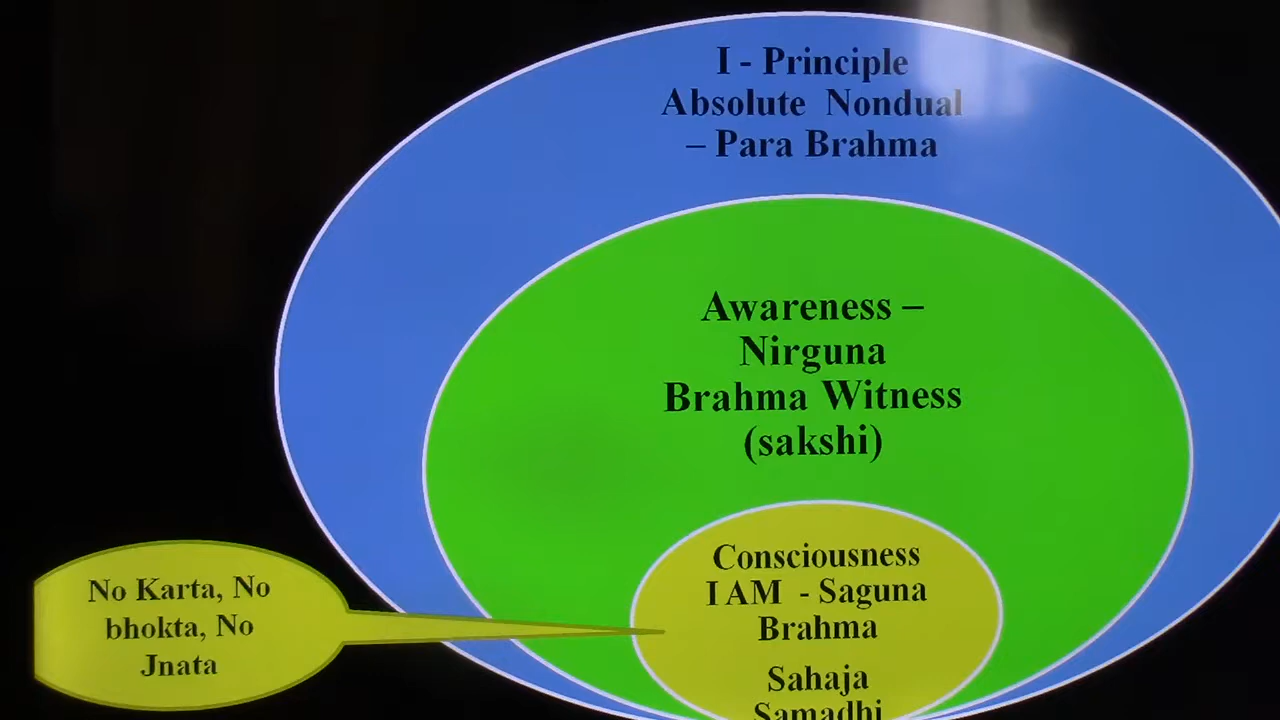 I - Principle
Absolute Nondual
– Para Brahma
Awareness –
Nirguna
Brahma Witness
(sakshi)
Consciousness
I AM - Saguna
Brahma
Sahaja
Samadhi
No Karta, No
bhokta, No
Jnata